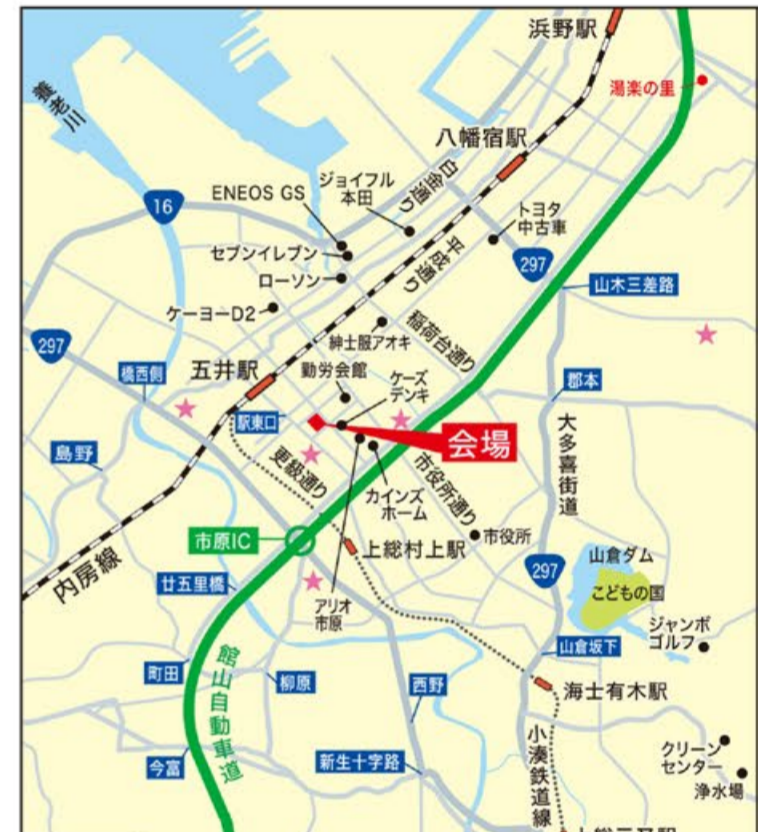 浜野駅
湯楽の里
養老川
八幡宿駅
白金通り
ジョイフル
本田
ENEOS GS
16
セブンイレブン
トヨタ
中古車
平成通り
297
ローソン
山木三差路
ケーヨーD2
稲荷台通り
紳士服アオキ
297
橋西側
五井駅
勤労会館
ケーズ
デンキ
郡本
駅東口
会場
大多喜街道
島野
更級通り
市役所通り
カインズ
ホーム
市原IC
市役所
上総村上駅
山倉ダム
297
こどもの国
内房線
廿五里橋
アリオ
市原
ジャンボ
ゴルフ
山倉坂下
館山自動車道
町田
柳原
西野
海士有木駅
小湊鉄道線
クリーン
センター
今富
新生十字路
浄水場